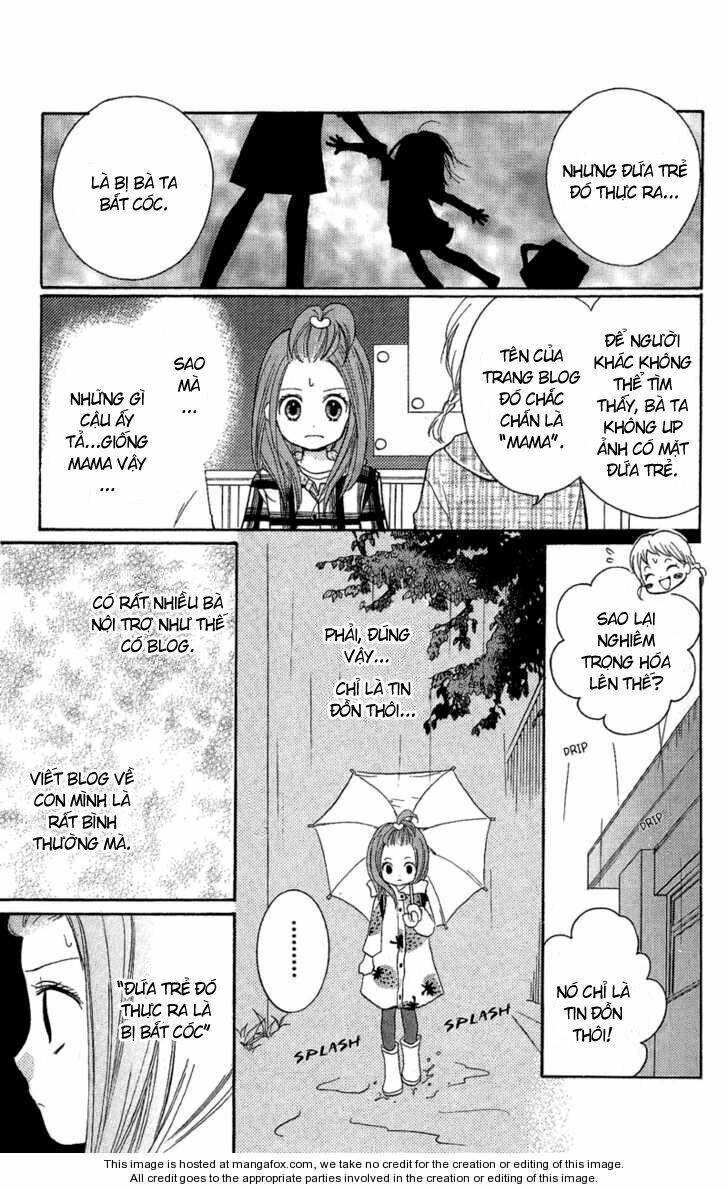 NHƯNG ĐỨA TRẺ
ĐÓ THỰC RA...
LÀ BỊ BÀ TA
BẮT CÓC.
ĐỂ NGƯỜI
KHÁC KHÔNG
THỂ TÌM
THẤY, BÀ TA
KHÔNG UP
ẢNH CÓ MẶT
ĐỨA TRẺ.
TÊN CỦA
TRANG BLOG
ĐÓ CHẮC
CHẮN LÀ
"MAMA".
SAO
MÀ
...
NHỮNG GÌ
CẬU ẤY
TẢ...GIỐNG
MAMA VẬY
...
SAO LẠI
NGHIÊM
TRỌNG HÓA
LÊN THẾ?
DRIP
DRIP
NÓ CHỈ LÀ
TIN ĐỒN
THÔI!
PHẢI, ĐÚNG
VẬY...
CHỈ LÀ TIN
ĐỒN THÔI...
.........
SPLASH
SPLASH
CÓ RẤT NHIỀU BÀ
NỘI TRỢ NHƯ THẾ
CÓ BLOG.
VIẾT BLOG VỀ
CON MÌNH LÀ
RẤT BÌNH
THƯỜNG MÀ.
"ĐỨA TRẺ ĐÓ
THỰC RA LÀ
BỊ BẮT CÓC"
This image is hosted at mangafox.com, we take no credit for the creation or editing of this image.
All credit goes to the appropriate parties involved in the creation or editing of this image.